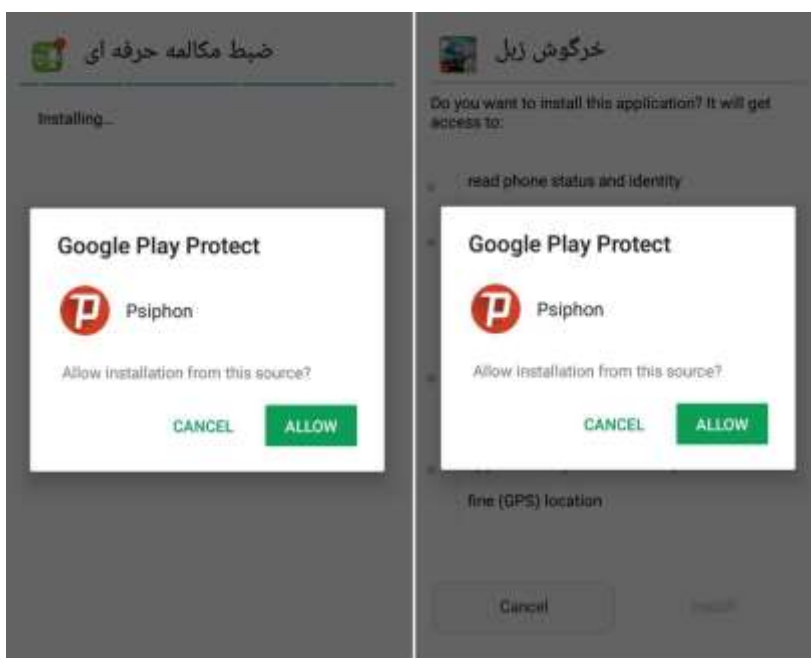 ضبط مکالمه حرفه ای
Installing...
Google Play Protect
Psiphon
Allow installation from this source?
CANCEL
ALLOW
خرگوش زبل
Do you want to install this application? It will get
access to:
read phone status and identity
Google Play Protect
Psiphon
Allow installation from this source?
CANCEL
ALLOW
fine (GPS) location
Cancel
Install